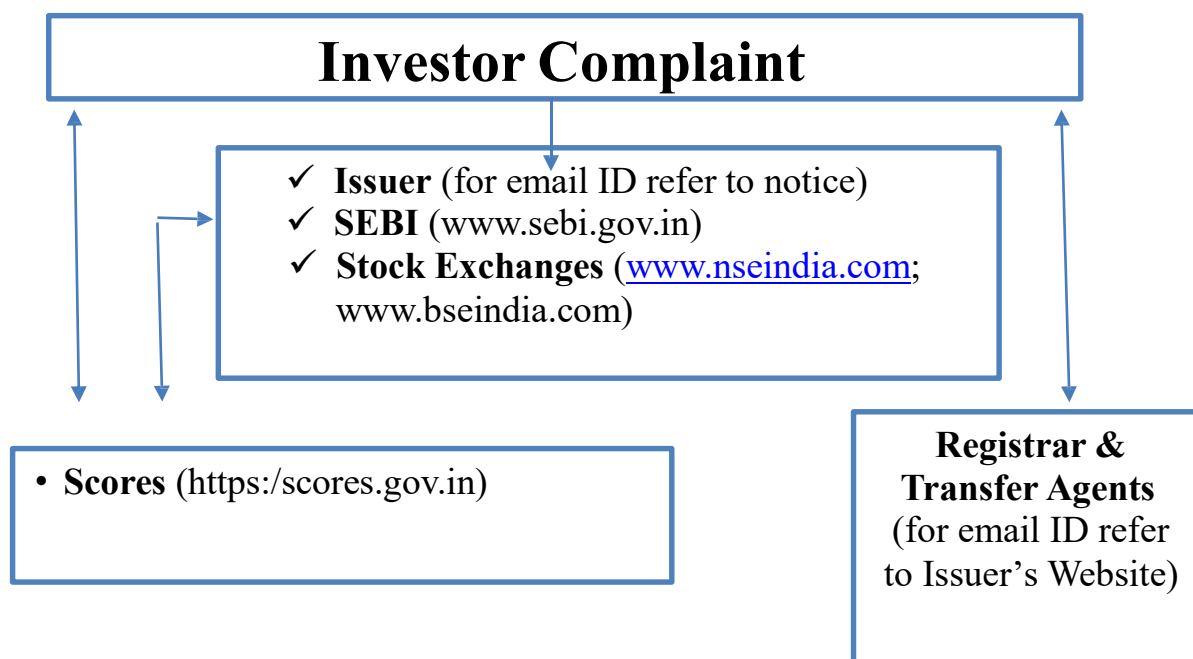 Investor Complaint
✓ Issuer (for email ID refer to notice)
✓ SEBI (www.sebi.gov.in)
✓ Stock Exchanges (www.nseindia.com;
www.bseindia.com)
• Scores (https:/scores.gov.in)
Registrar &
Transfer Agents
(for email ID refer
to Issuer’s Website)